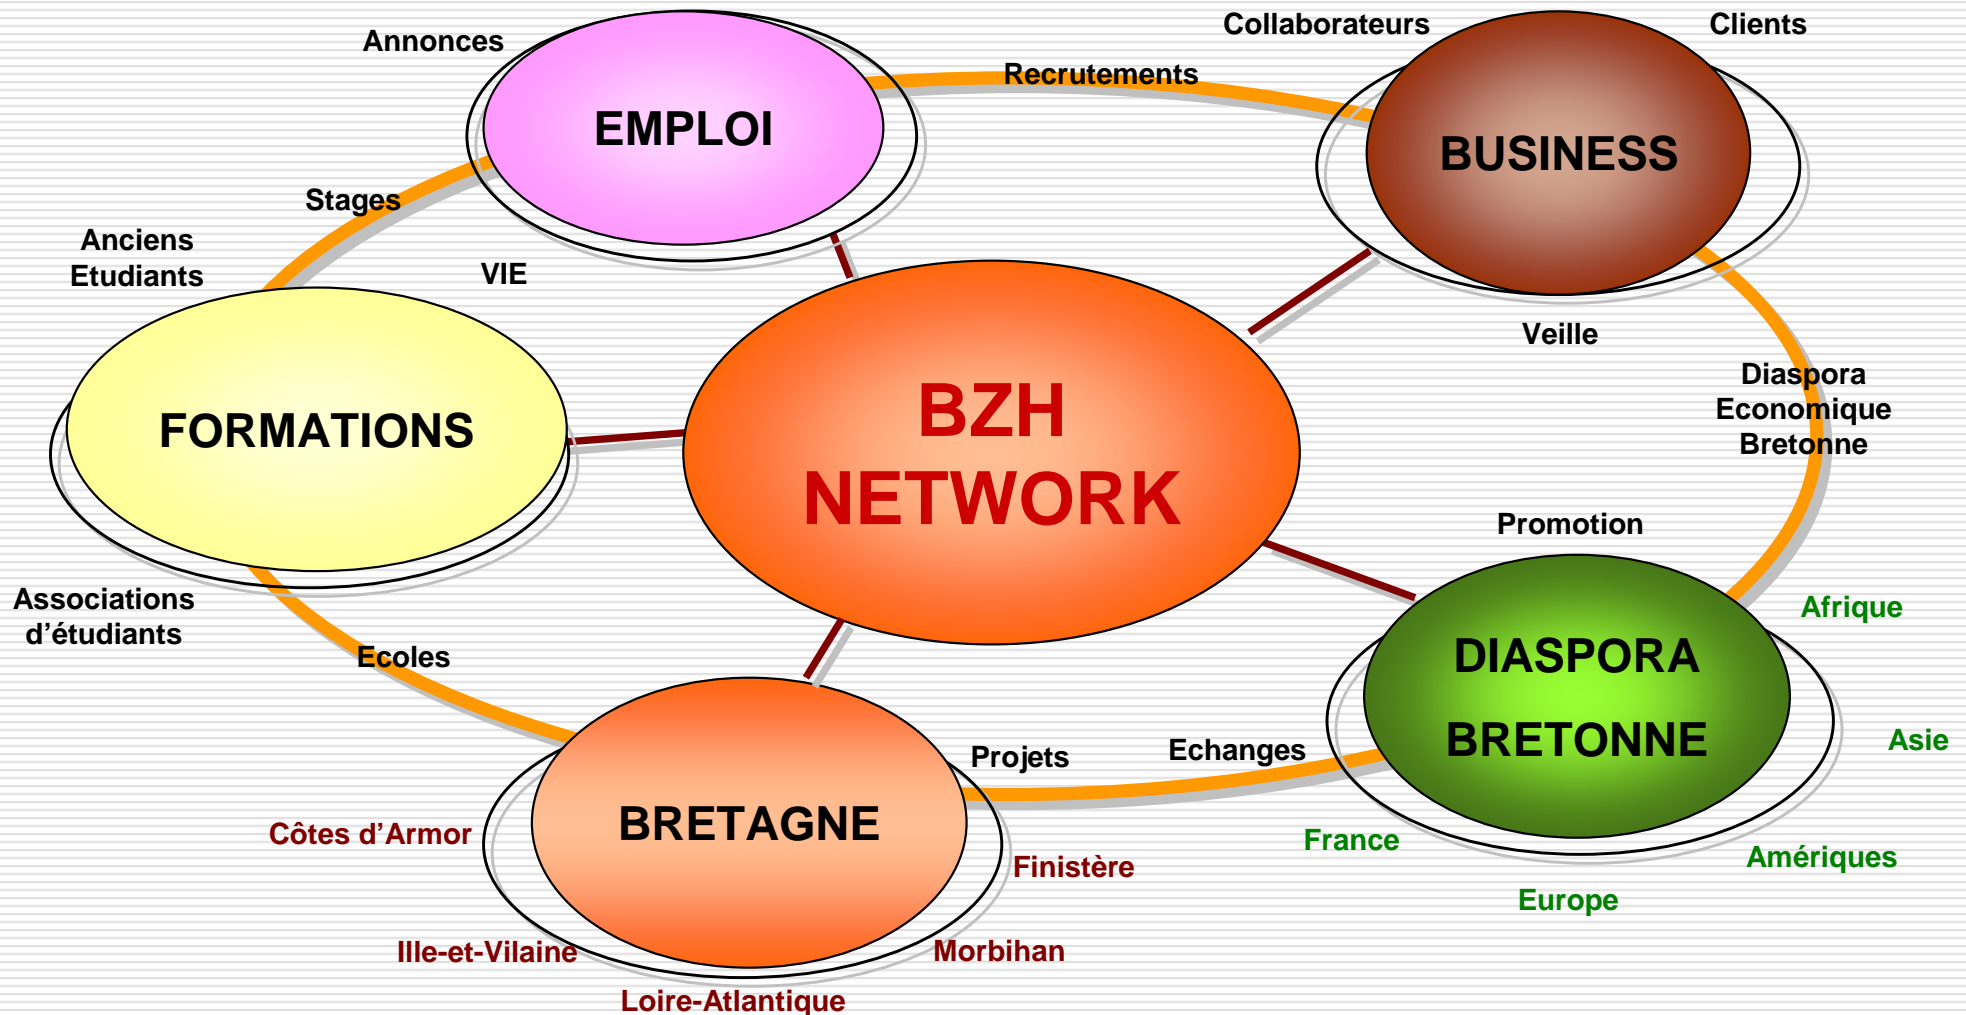 Annonces
EMPLOI
Recrutements
Collaborateurs
Clients
BUSINESS
Veille
Stages
Anciens
Etudiants
VIE
FORMATIONS
BZH
NETWORK
Diaspora
Economique
Bretonne
Promotion
Associations
d’étudiants
Ecoles
DIASPORA
BRETONNE
Afrique
Asie
Amériques
Europe
France
Projets
Echanges
BRETAGNE
Côtes d’Armor
Finistère
Ille-et-Vilaine
Morbihan
Loire-Atlantique